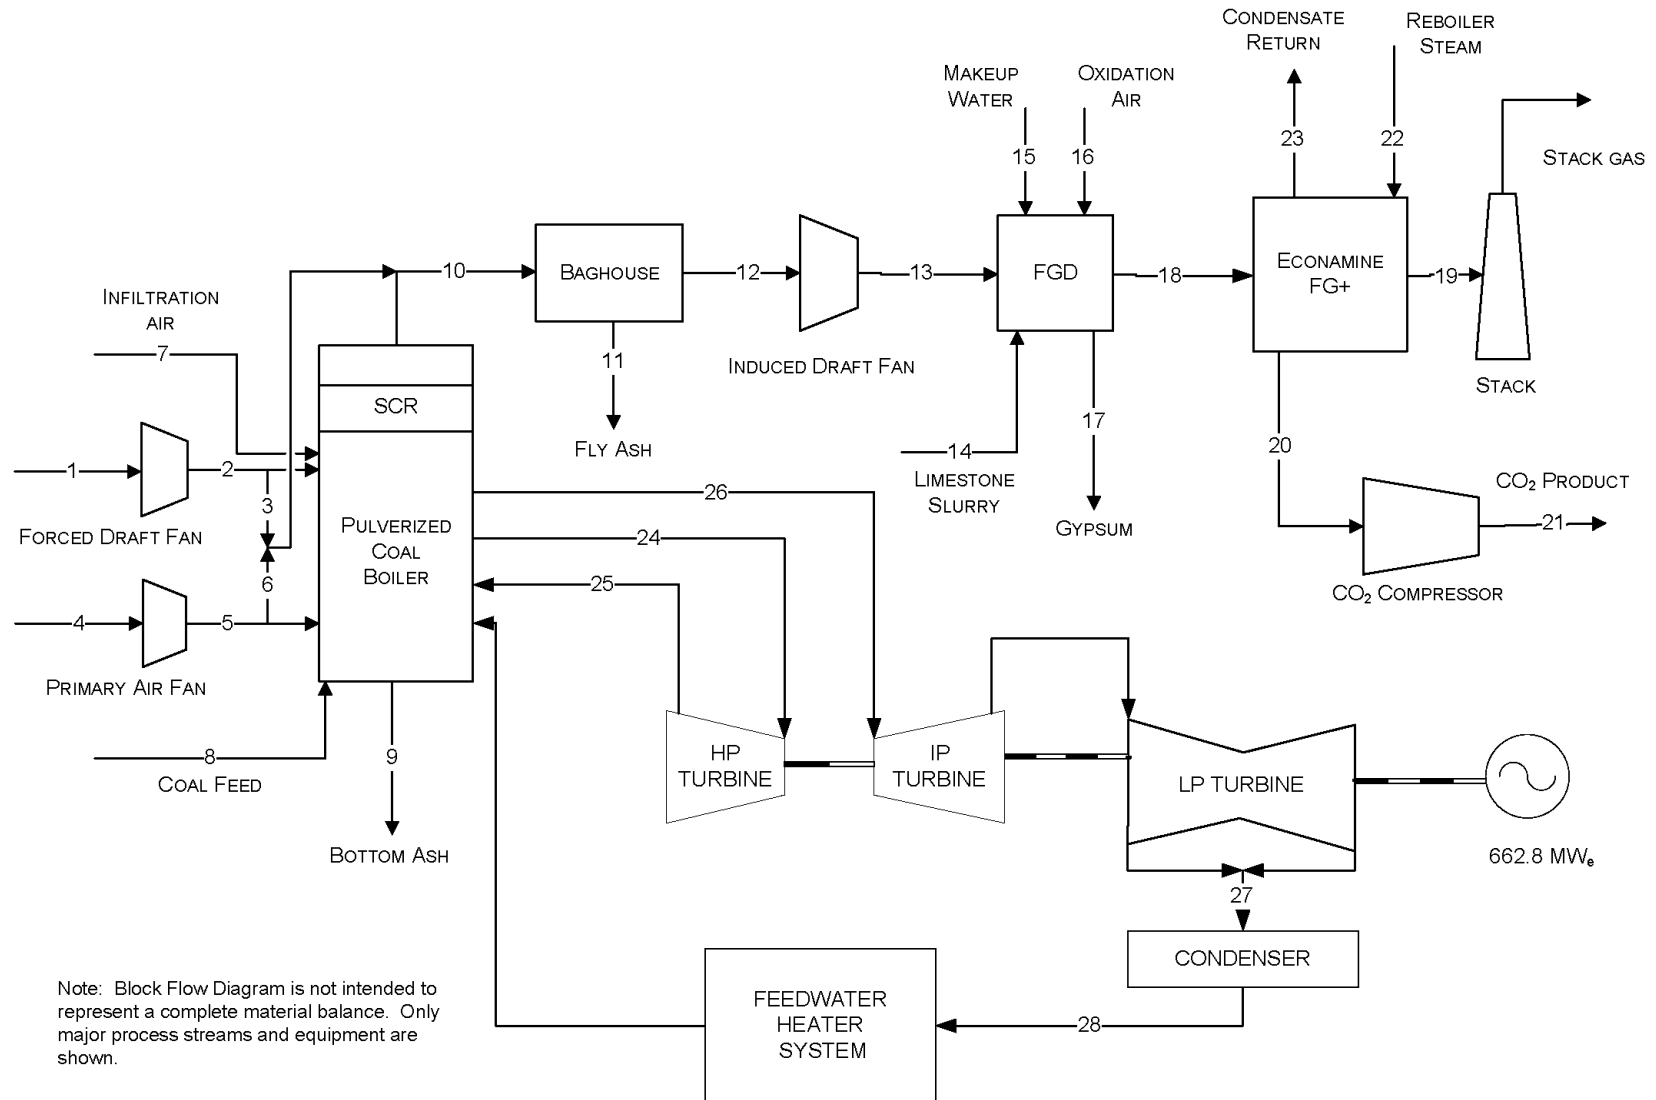 CONDENSATE
RETURN
REBOILER
STEAM
MAKEUP
WATER
OXIDATION
AIR
23
22
15
16
STACK GAS
10
BAGHOUSE
12
13
FGD
18
ECONAMINE
FG+
19
INFILTRATION
AIR
7
11
INDUCED DRAFT FAN
STACK
SCR
17
FLY ASH
14
LIMESTONE
SLURRY
20
1
2
3
FORCED DRAFT FAN
26
GYPSUM
CO₂ PRODUCT
21
PULVERIZED
COAL
BOILER
24
25
6
CO₂ COMPRESSOR
4
5
PRIMARY AIR FAN
8
COAL FEED
9
BOTTOM ASH
HP
TURBINE
IP
TURBINE
LP TURBINE
662.8 MWₑ
27
CONDENSER
28
FEEDWATER
HEATER
SYSTEM
Note: Block Flow Diagram is not intended to
represent a complete material balance. Only
major process streams and equipment are
shown.